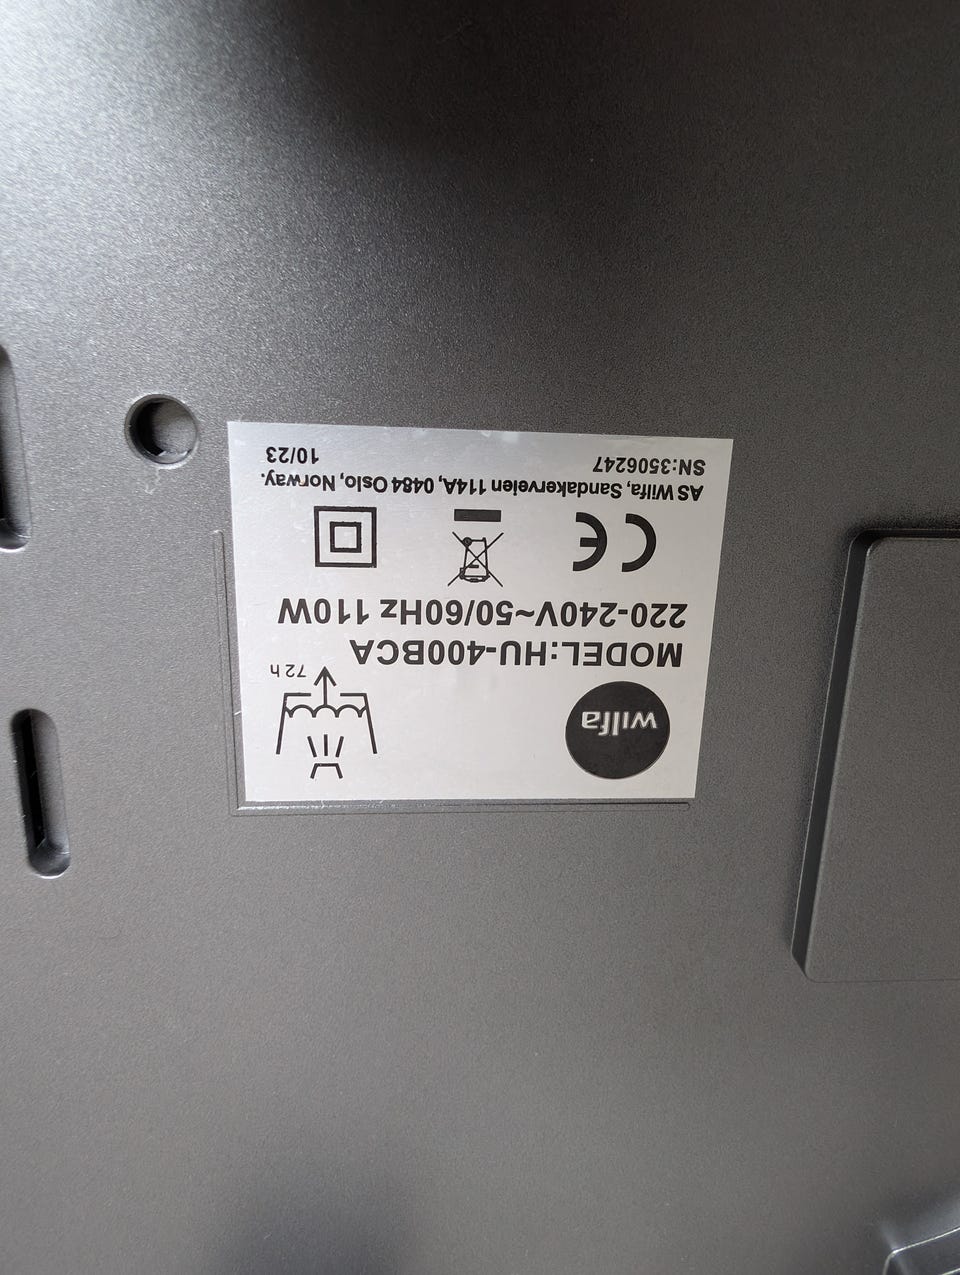 wilfa
72 h
MODEL:HU-400BCA
220-240V~50/60Hz 110W
CE
AS Wilfa, Sandakerveien 114A, 0484 Oslo, Norway.
SN:3506247 10/23